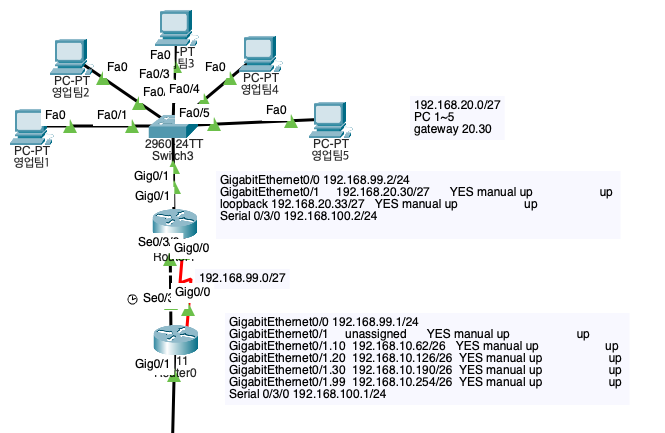 Fa0
-PT
팀3
PC-PT
영업팀2
Fa0
Fa0/3
Fa0
PC-PT
영업팀4
Fa0/4
Fa0
PC-PT
영업팀1
Fa0/1
Fa0/5
Fa0
PC-PT
영업팀5
2960-24TT
Switch3
192.168.20.0/27
PC 1~5
gateway 20.30
Gig0/1
Gig0/1
GigabitEthernet0/0 192.168.99.2/24
GigabitEthernet0/1 192.168.20.30/27 YES manual up up
loopback 192.168.20.33/27 YES manual up up
Serial 0/3/0 192.168.100.2/24
Gig0/0
192.168.99.0/27
Gig0/0
Gig0/1
GigabitEthernet0/0 192.168.99.1/24
GigabitEthernet0/1 unassigned YES manual up up
GigabitEthernet0/1.10 192.168.10.62/26 YES manual up up
GigabitEthernet0/1.20 192.168.10.126/26 YES manual up up
GigabitEthernet0/1.30 192.168.10.190/26 YES manual up up
GigabitEthernet0/1.99 192.168.10.254/26 YES manual up up
Serial 0/3/0 192.168.100.1/24